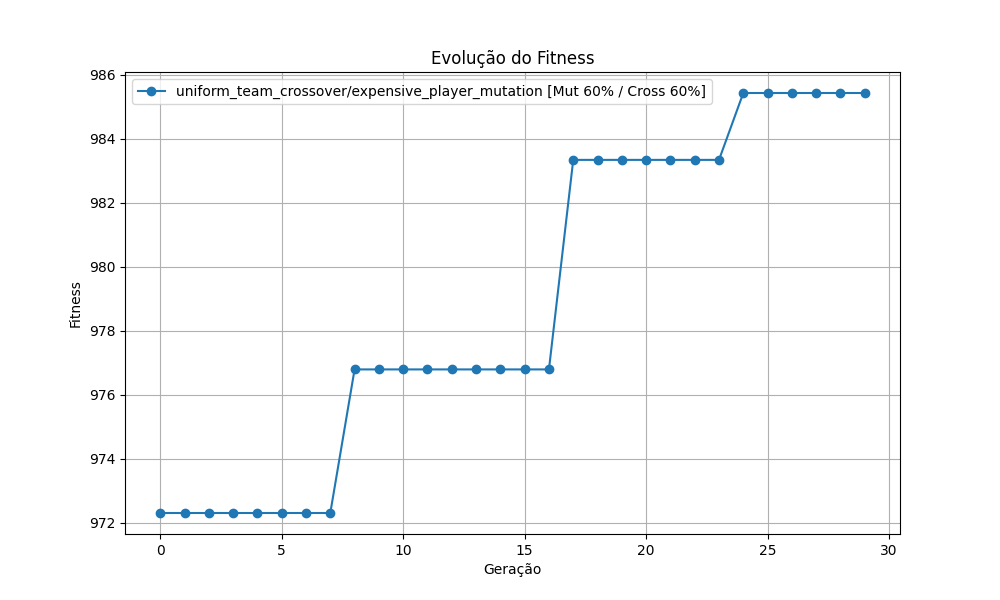 Evolução do Fitness
uniform_team_crossover/expensive_player_mutation [Mut 60% / Cross 60%]
Fitness
986
984
982
980
978
976
974
972
0 5 10 15 20 25 30
Geração